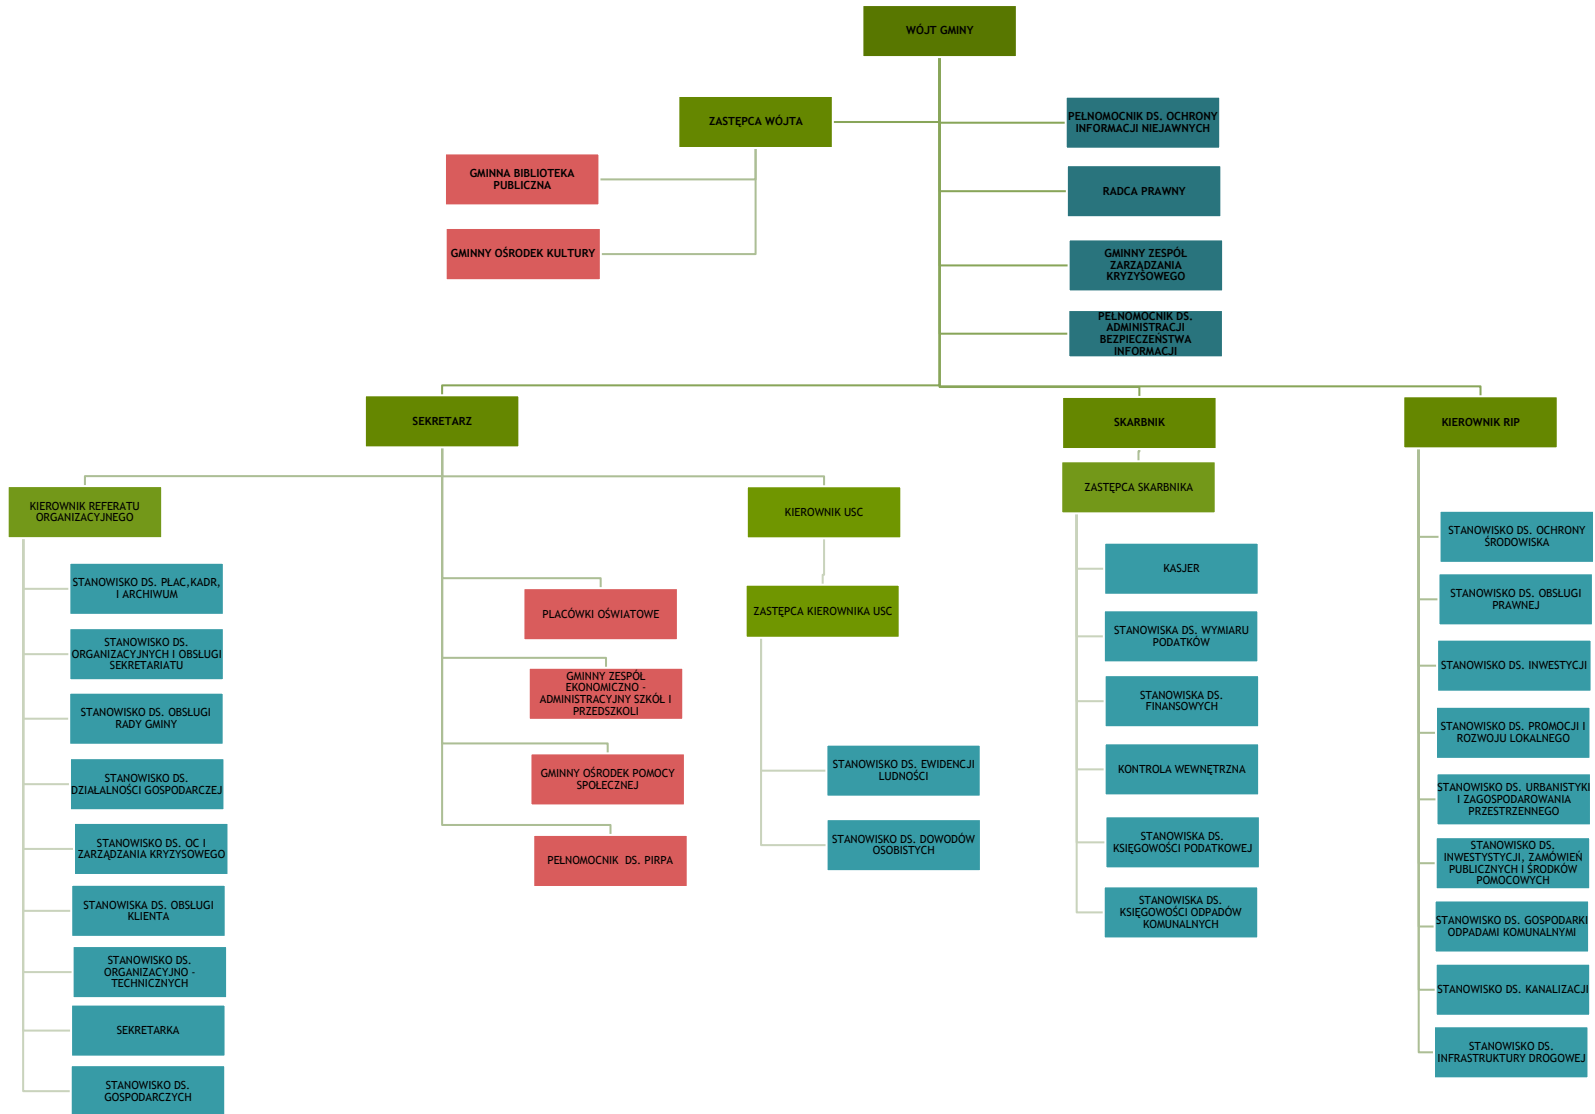 WÓJT GMINY
ZASTĘPCA WÓJTA
PEŁNOMOCNIK DS. OCHRONY
INFORMACJI NIEJAWNYCH
GMINNA BIBLIOTEKA
PUBLICZNA
RADCA PRAWNY
GMINNY OŚRODEK KULTURY
GMINNY ZESPÓŁ
ZARZĄDZANIA
KRYZYSOWEGO
PEŁNOMOCNIK DS.
ADMINISTRACJI
BEZPIECZEŃSTWA
INFORMACJI
SEKRETARZ
SKARBNIK
KIEROWNIK RIP
KIEROWNIK REFERATU
ORGANIZACYJNEGO
STANOWISKO DS. PŁAC,KADR,
I ARCHIWUM
STANOWISKO DS.
ORGANIZACYJNYCH I OBSŁUGI
SEKRETARIATU
STANOWISKO DS. OBSŁUGI
RADY GMINY
STANOWISKO DS.
DZIAŁALNOŚCI GOSPODARCZEJ
STANOWISKO DS. OC I
ZARZĄDZANIA KRYZYSOWEGO
STANOWISKA DS. OBSŁUGI
KLIENTA
STANOWISKO DS.
ORGANIZACYJNO -
TECHNICZNYCH
SEKRETARKA
STANOWISKO DS.
GOSPODARCZYCH
PLACÓWKI OŚWIATOWE
GMINNY ZESPÓŁ
EKONOMICZNO -
ADMINISTRACYJNY SZKÓŁ I
PRZEDSZKOLI
GMINNY OŚRODEK POMOCY
SPOŁECZNEJ
PEŁNOMOCNIK DS. PIRPA
KIEROWNIK USC
ZASTĘPCA KIEROWNIKA USC
STANOWISKO DS. EWIDENCJI
LUDNOŚCI
STANOWISKO DS. DOWODÓW
OSOBISTYCH
ZASTĘPCA SKARBNIKA
KASJER
STANOWISKA DS. WYMIARU
PODATKÓW
STANOWISKA DS.
FINANSOWYCH
KONTROLA WEWNĘTRZNA
STANOWISKA DS.
KSIĘGOWOŚCI PODATKOWEJ
STANOWISKA DS.
KSIĘGOWOŚCI ODPADÓW
KOMUNALNYCH
STANOWISKO DS. OCHRONY
ŚRODOWISKA
STANOWISKO DS. OBSŁUGI
PRAWNEJ
STANOWISKO DS. INWESTYCJI
STANOWISKO DS. PROMOCJI I
ROZWOJU LOKALNEGO
STANOWISKO DS. URBANISTYKI
I ZAGOSPODAROWANIA
PRZESTRZENNEGO
STANOWISKO DS.
INWESTYSTYCJI, ZAMÓWIEŃ
PUBLICZNYCH I ŚRODKÓW
POMOCOWYCH
STANOWISKO DS. GOSPODARKI
ODPADAMI KOMUNALNYMI
STANOWISKO DS. KANALIZACJI
STANOWISKO DS.
INFRASTRUKTURY DROGOWEJ